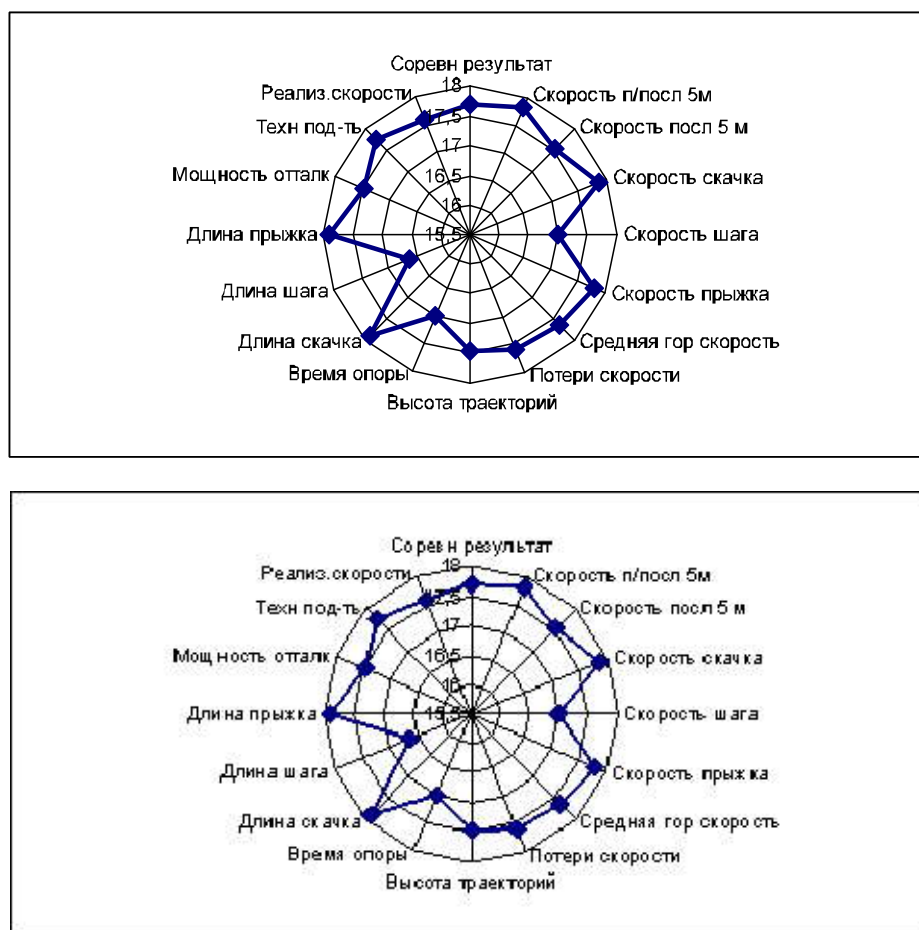 Соревн результат
18
Реализ.скорости
Скорость п/посл 5м
17,5
Техн под-ть
Скорость посл 5 м
17
Мощность отталк
16,5
Скорость скачка
16
Длина прыжка
15,5
Скорость шага
Длина шага
Скорость прыжка
Длина скачка
Средняя гор скорость
Время опоры
Потери скорости
Высота траекторий
Соревн результат
18
Реализ.скорости
Скорость п/посл 5м
17,5
Техн под-ть
Скорость посл 5 м
17
Мощность отталк
16,5
Скорость скачка
16
Длина прыжка
15,5
Скорость шага
Длина шага
Скорость прыжка
Длина скачка
Средняя гор скорость
Время опоры
Потери скорости
Высота траекторий